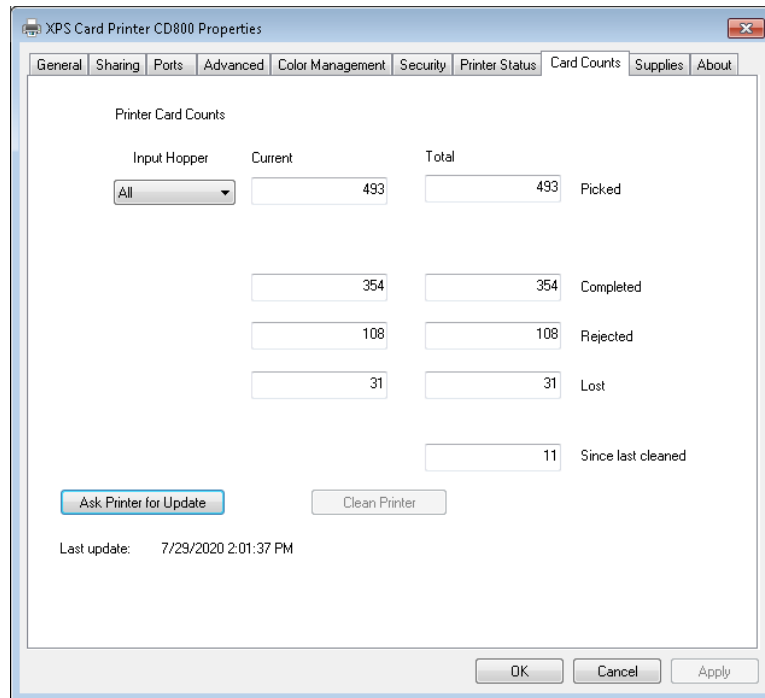 XPS Card Printer CD800 Properties
General Sharing Ports Advanced Color Management Security Printer Status Card Counts Supplies About
Printer Card Counts
Input Hopper Current Total
All 493 493 Picked
354 354 Completed
108 108 Rejected
31 31 Lost
11 Since last cleaned
Ask Printer for Update Clean Printer
Last update: 7/29/2020 2:01:37 PM
OK Cancel Apply